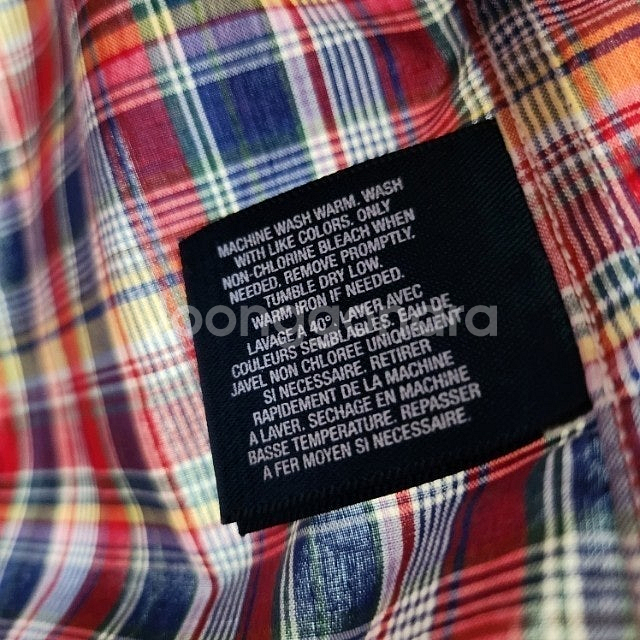 MACHINE WASH WARM. WASH
WITH LIKE COLORS. ONLY
NON-CHLORINE BLEACH WHEN
NEEDED. REMOVE PROMPTLY.
TUMBLE DRY LOW.
WARM IRON IF NEEDED.
LAVAGE A 40°. LAVER AVEC
COULEURS SEMBLABLES EAU DE
JAVEL NON CHLOREE UNIQUEMENT
SI NECESSAIRE. RETIRER
RAPIDEMENT DE LA MACHINE
A LAVER. SECHAGE EN MACHINE
BASSE TEMPERATURE. REPASSER
A FER MOYEN SI NECESSAIRE.